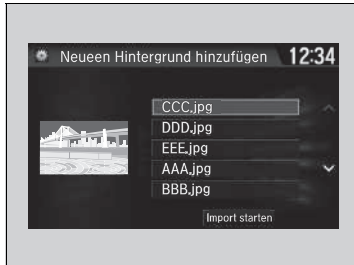 Neueen Hintergrund hinzufügen 12:34
CCC.jpg
DDD.jpg
EEE.jpg
AAA.jpg
BBB.jpg
Import starten